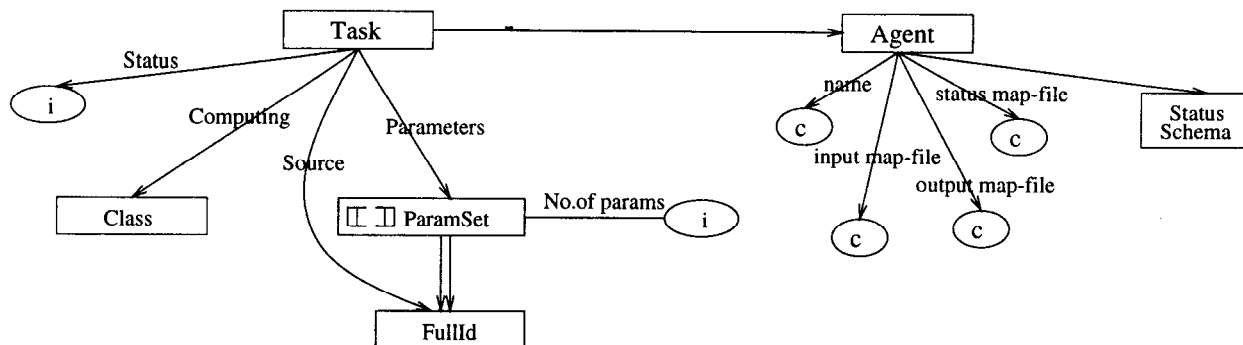 Task
Agent
Status
i
Computing
Parameters
Source
Class
ParamSet
No.of params
i
FullId
name
c
status map-file
c
Status
Schema
input map-file
output map-file
c
c